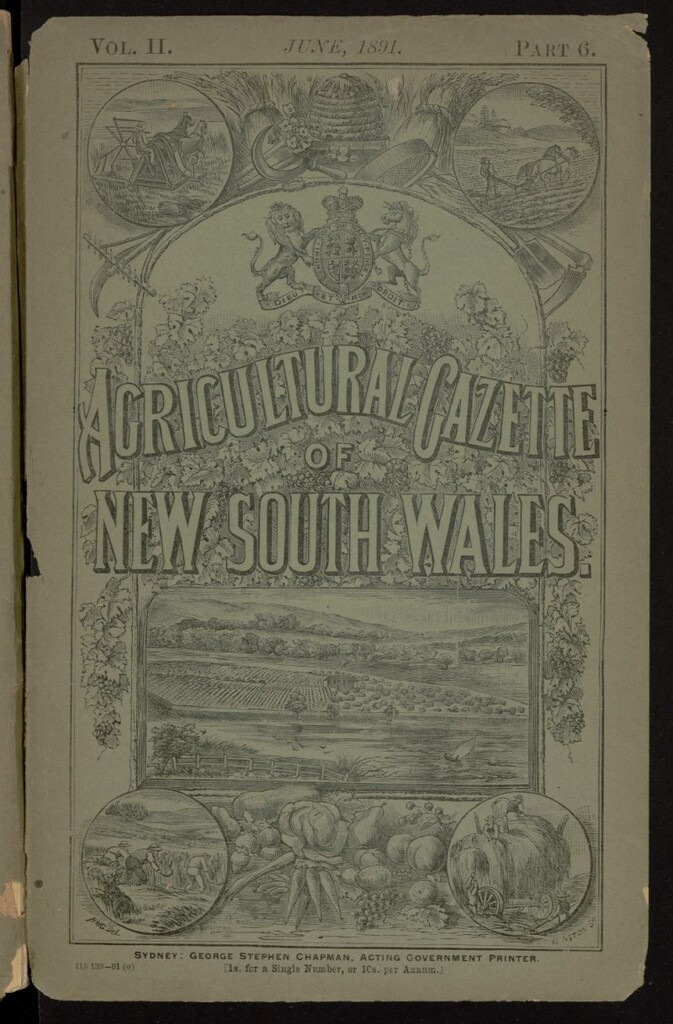 VOL. II. JUNE, 1891. PART 6.
DIEU ET MON DROIT
AGRICULTURAL GAZETTE
OF
NEW SOUTH WALES.
SYDNEY: GEORGE STEPHEN CHAPMAN, ACTING GOVERNMENT PRINTER.
[1s. for a Single Number, or 10s. per Annum.]